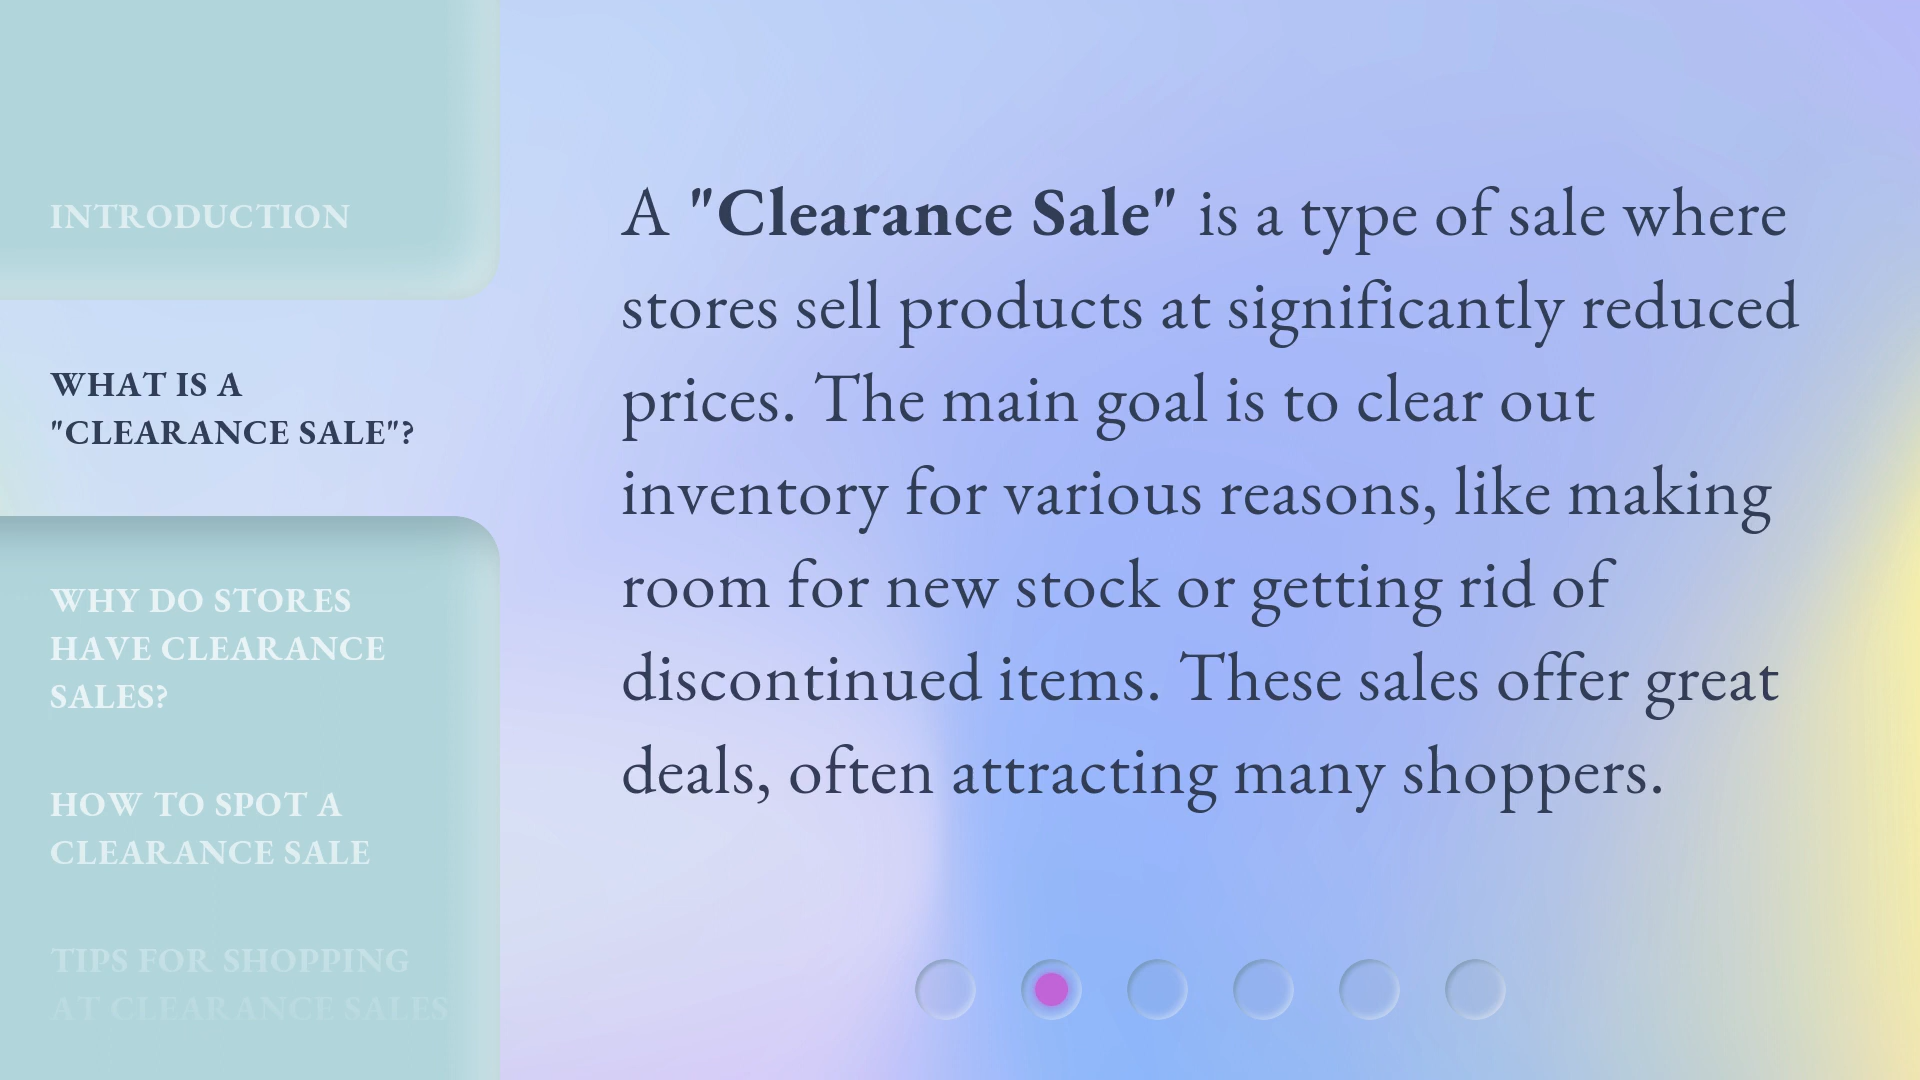 INTRODUCTION
WHAT IS A
"CLEARANCE SALE"?
WHY DO STORES
HAVE CLEARANCE
SALES?
HOW TO SPOT A
CLEARANCE SALE
TIPS FOR SHOPPING
AT CLEARANCE SALES
A "Clearance Sale" is a type of sale where
stores sell products at significantly reduced
prices. The main goal is to clear out
inventory for various reasons, like making
room for new stock or getting rid of
discontinued items. These sales offer great
deals, often attracting many shoppers.